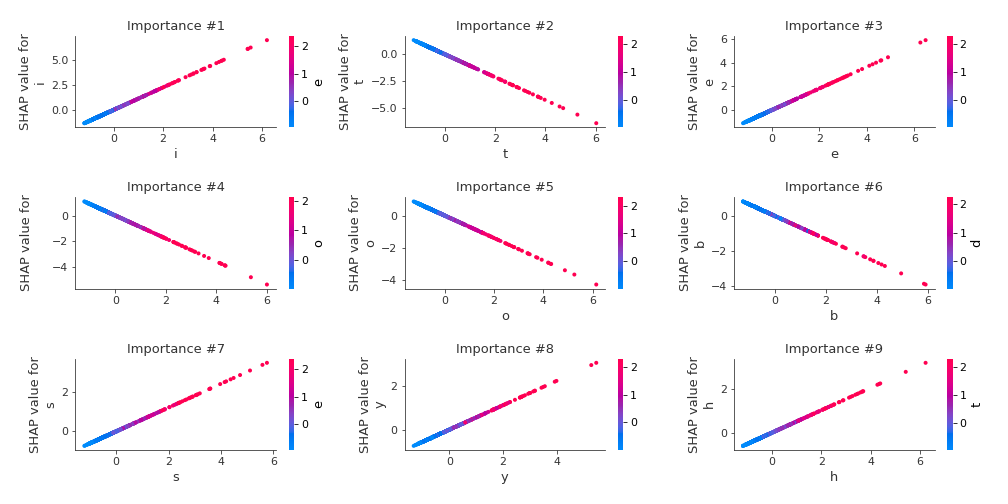 Importance #1
Importance #2
Importance #3
SHAP value for
i
5.0
2.5
0.0
0
2
4
6
i
2
1
0
e
SHAP value for
t
0.0
−2.5
−5.0
0
2
4
6
t
2
1
0
SHAP value for
e
6
4
2
0
0
2
4
6
e
2
1
0
Importance #4
Importance #5
Importance #6
SHAP value for
0
−2
−4
0
2
4
6
2
1
0
o
SHAP value for
o
0
−2
−4
0
2
4
6
o
2
1
0
SHAP value for
b
0
−2
−4
0
2
4
6
b
2
1
0
d
Importance #7
Importance #8
Importance #9
SHAP value for
s
2
0
0
2
4
6
s
2
1
0
e
SHAP value for
y
2
0
0
2
4
y
2
1
0
SHAP value for
h
2
0
0
2
4
6
h
2
1
0
t